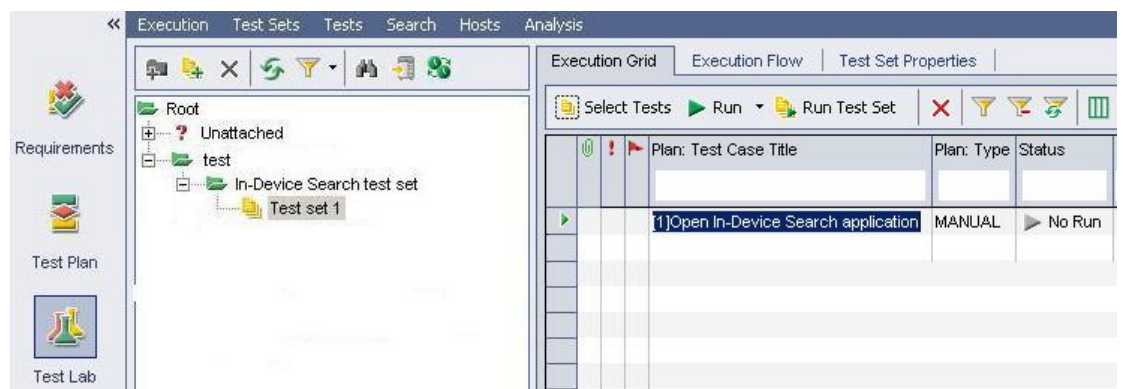 « Execution Test Sets Tests Search Hosts Analysis
Requirements
Test Plan
Test Lab
Root
? Unattached
test
In-Device Search test set
Test set 1
Execution Grid Execution Flow Test Set Properties
Select Tests Run Run Test Set
! Plan: Test Case Title Plan: Type Status
[1]Open In-Device Search application MANUAL No Run